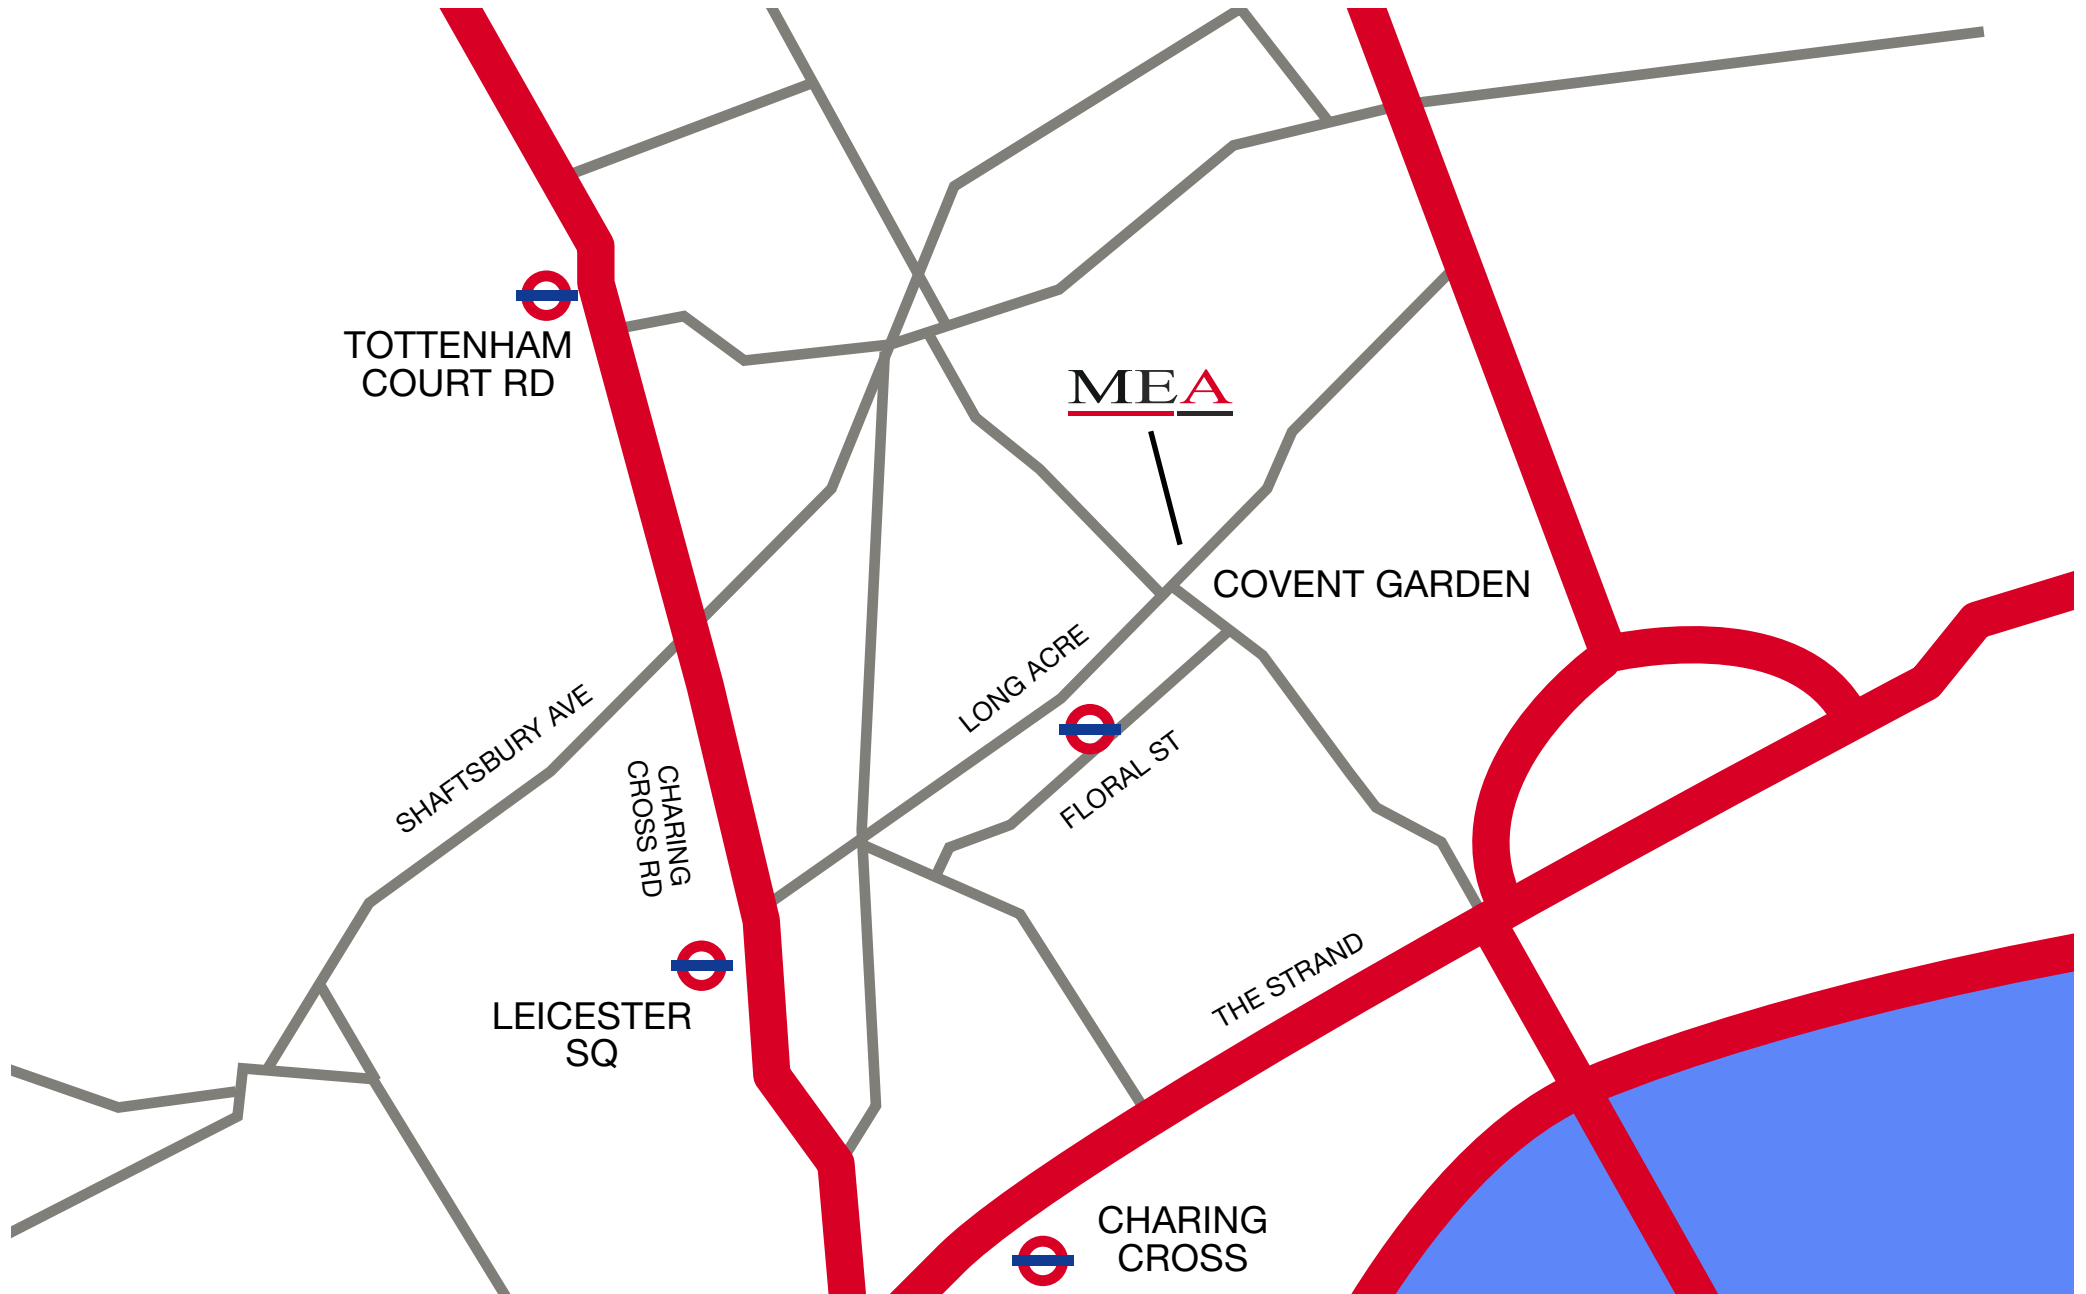 TOTTENHAM
COURT RD
MEA
COVENT GARDEN
LONG ACRE
SHAFTSBURY AVE
CHARING
CROSS RD
FLORAL ST
THE STRAND
LEICESTER
SQ
CHARING
CROSS